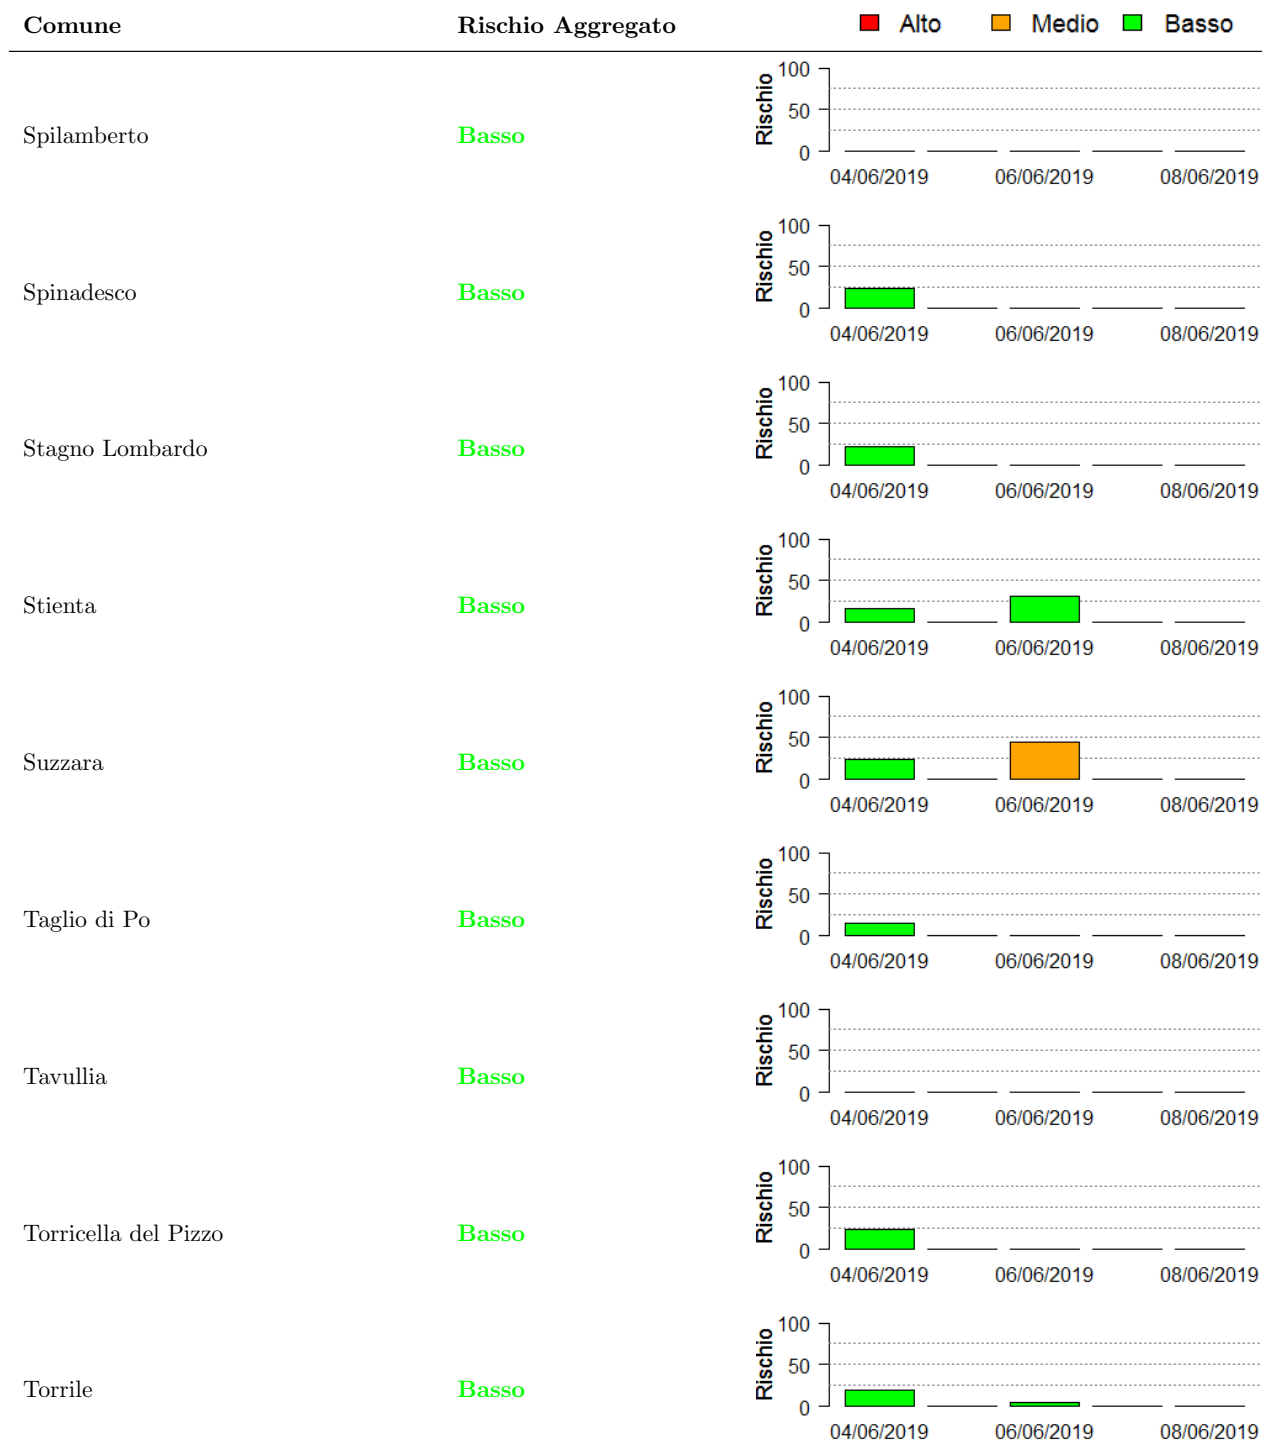 Comune Rischio Aggregato Alto Medio Basso
100
50
0
Rischio
Spilamberto Basso
04/06/2019 06/06/2019 08/06/2019
100
50
0
Rischio
Spinadesco Basso
04/06/2019 06/06/2019 08/06/2019
100
50
0
Rischio
Stagno Lombardo Basso
04/06/2019 06/06/2019 08/06/2019
100
50
0
Rischio
Stienta Basso
04/06/2019 06/06/2019 08/06/2019
100
50
0
Rischio
Suzzara Basso
04/06/2019 06/06/2019 08/06/2019
100
50
0
Rischio
Taglio di Po Basso
04/06/2019 06/06/2019 08/06/2019
100
50
0
Rischio
Tavullia Basso
04/06/2019 06/06/2019 08/06/2019
100
50
0
Rischio
Torricella del Pizzo Basso
04/06/2019 06/06/2019 08/06/2019
100
50
0
Rischio
Torrile Basso
04/06/2019 06/06/2019 08/06/2019